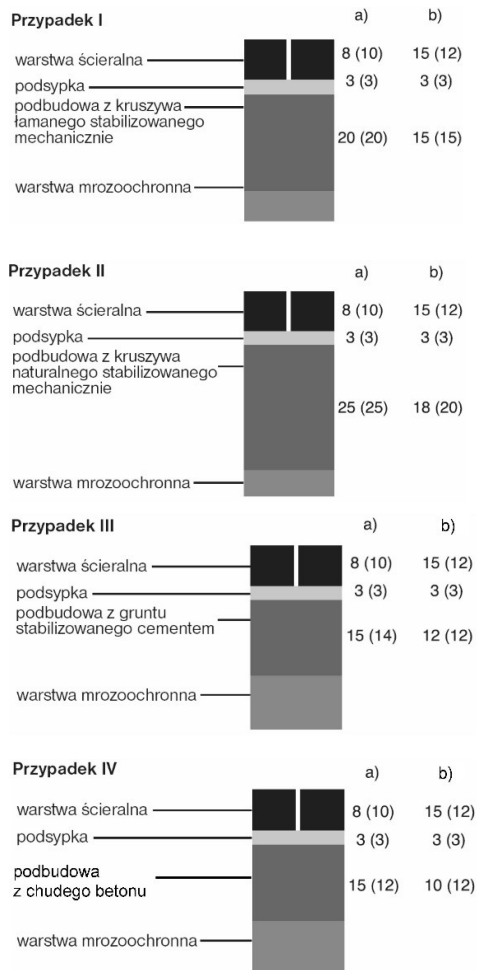 Przypadek I
a) b)
warstwa ścieralna 8 (10) 15 (12)
podsypka 3 (3) 3 (3)
podbudowa z kruszywa
łamanego stabilizowanego
mechanicznie 20 (20) 15 (15)
warstwa mrozoochronna
Przypadek II
a) b)
warstwa ścieralna 8 (10) 15 (12)
podsypka 3 (3) 3 (3)
podbudowa z kruszywa
naturalnego stabilizowanego
mechanicznie 25 (25) 18 (20)
warstwa mrozoochronna
Przypadek III a) b)
warstwa ścieralna 8 (10) 15 (12)
podsypka 3 (3) 3 (3)
podbudowa z gruntu
stabilizowanego cementem 15 (14) 12 (12)
warstwa mrozoochronna
Przypadek IV a) b)
warstwa ścieralna 8 (10) 15 (12)
podsypka 3 (3) 3 (3)
podbudowa
z chudego betonu 15 (12) 10 (12)
warstwa mrozoochronna